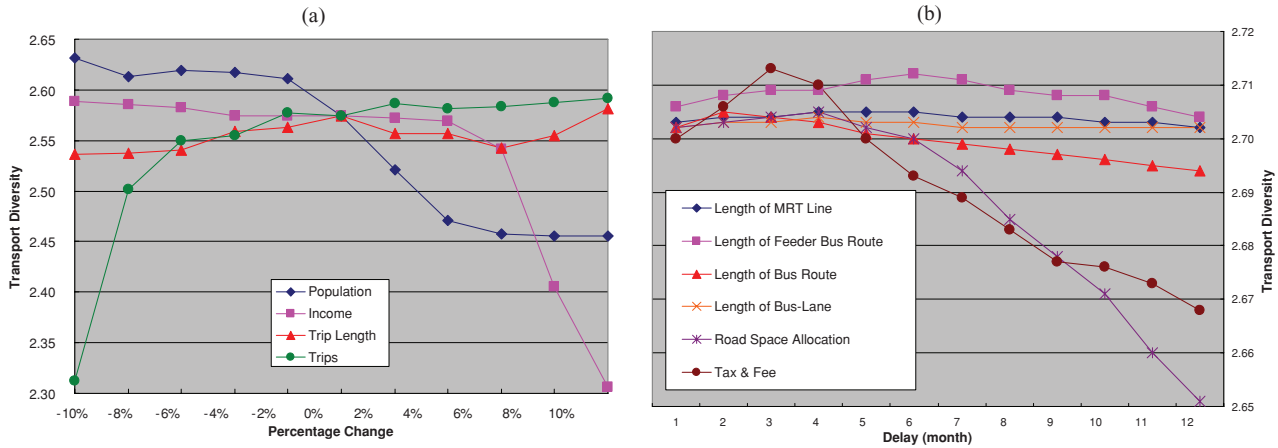 (a)
2.65
2.60
2.55
2.50
2.45
2.40
2.35
2.30
Transport Diversity
Population
Income
Trip Length
Trips
-10% -8% -6% -4% -2% 0% 4% 6% 8% 10%
Percentage Change
(b)
2.72
2.71
2.70
2.69
2.68
2.67
2.66
2.65
Transport Diversity
Length of MRT Line
Length of Feeder Bus Route
Length of Bus Route
Length of Bus-Lane
Road Space Allocation
Tax & Fee
1 2 3 4 5 6 7 8 9 10 11 12
Delay (month)